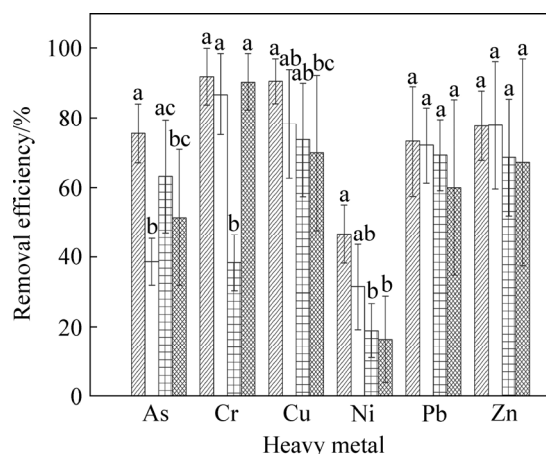 Removal efficiency/%
100
80
60
40
20
0
a
b
ac
bc
a
a
b
a
a
ab
ab
bc
a
ab
b
b
a
a
a
a
a
a
a
a
As
Cr
Cu
Ni
Pb
Zn
Heavy metal